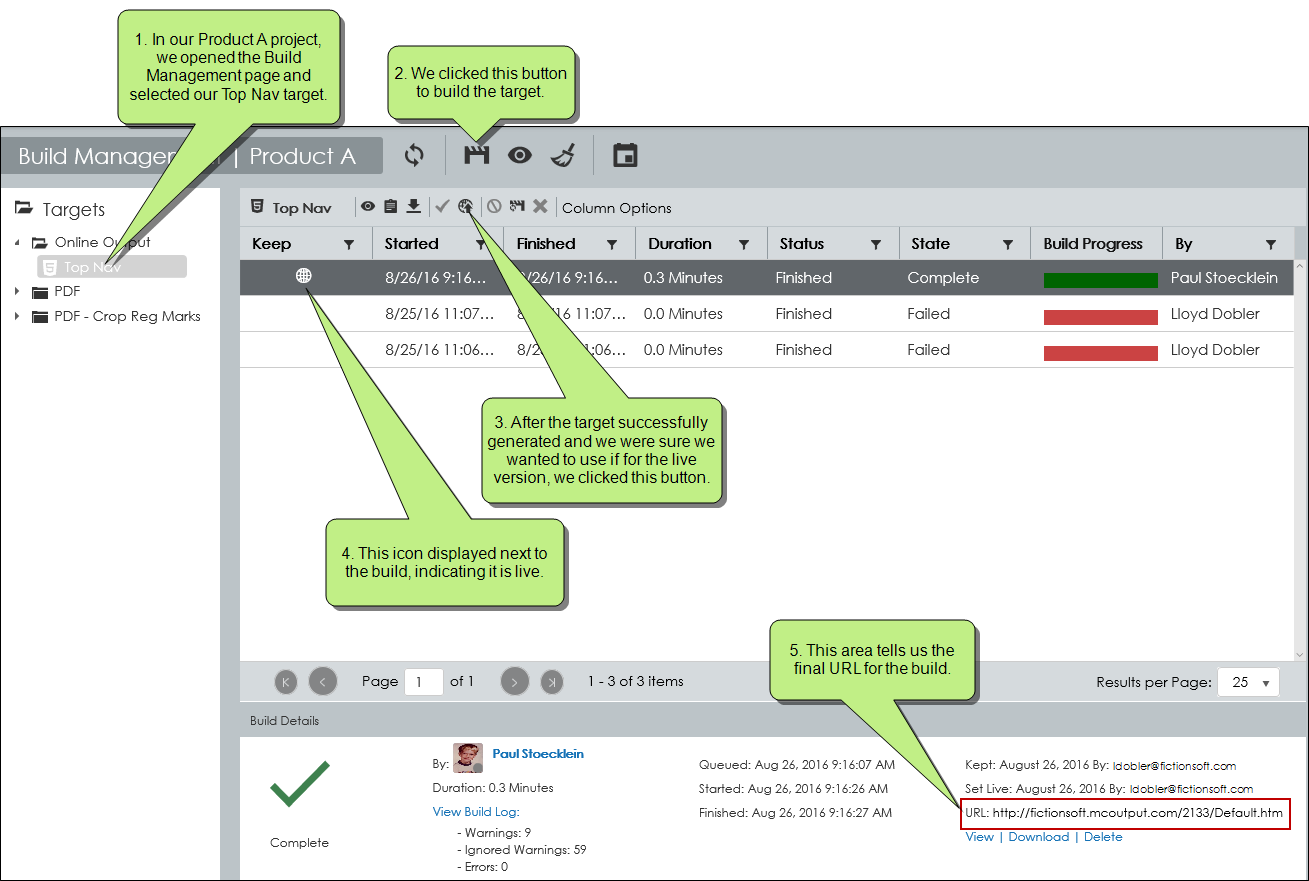 1. In our Product A project,
we opened the Build
Management page and
selected our Top Nav target.
2. We clicked this button
to build the target.
Build Manage | Product A
Targets
Online Output
Top Nav
PDF
PDF - Crop Reg Marks
Top Nav
Column Options
Keep Started Finished Duration Status State Build Progress By
8/26/16 9:16... /26/16 9:16... 0.3 Minutes Finished Complete Paul Stoecklein
8/25/16 11:07... 8/ /16 11:07... 0.0 Minutes Finished Failed Lloyd Dobler
8/25/16 11:06... 8/2 :06... 0.0 Minutes Finished Failed Lloyd Dobler
3. After the target successfully
generated and we were sure we
wanted to use if for the live
version, we clicked this button.
4. This icon displayed next to
the build, indicating it is live.
5. This area tells us the
final URL for the build.
Page 1 of 1 1 - 3 of 3 items Results per Page: 25
Build Details
Complete
By: Paul Stoecklein
Duration: 0.3 Minutes
View Build Log:
- Warnings: 9
- Ignored Warnings: 59
- Errors: 0
Queued: Aug 26, 2016 9:16:07 AM
Started: Aug 26, 2016 9:16:26 AM
Finished: Aug 26, 2016 9:16:27 AM
Kept: August 26, 2016 By: ldobler@fictionsoft.com
Set Live: August 26, 2016 By: ldobler@fictionsoft.com
URL: http://fictionsoft.mcoutput.com/2133/Default.htm
View | Download | Delete